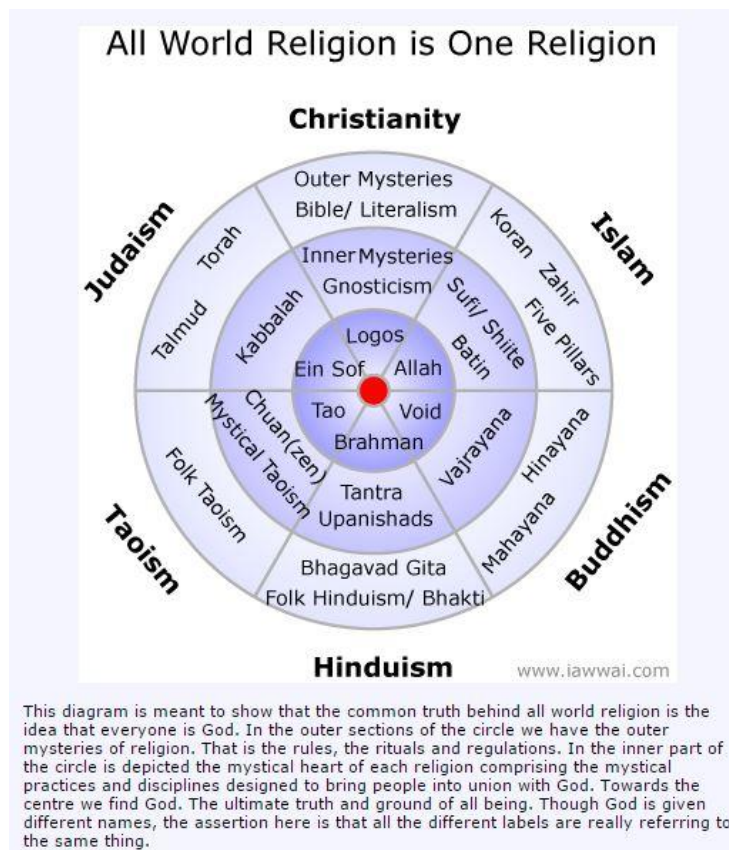 All World Religion is One Religion
Christianity
Outer Mysteries
Bible/ Literalism
Inner Mysteries
Gnosticism
Logos
Islam
Koran Zahir
Five Pillars
Sufi/ Shiite
Batin
Allah
Buddhism
Hinayana
Mahayana
Vajrayana
Void
Hinduism
Bhagavad Gita
Folk Hinduism/ Bhakti
Tantra
Upanishads
Brahman
Taoism
Folk Taoism
Chuan(zen)
Mystical Taoism
Tao
Judaism
Torah
Talmud
Kabbalah
Ein Sof
www.iawwai.com
This diagram is meant to show that the common truth behind all world religion is the
idea that everyone is God. In the outer sections of the circle we have the outer
mysteries of religion. That is the rules, the rituals and regulations. In the inner part of
the circle is depicted the mystical heart of each religion comprising the mystical
practices and disciplines designed to bring people into union with God. Towards the
centre we find God. The ultimate truth and ground of all being. Though God is given
different names, the assertion here is that all the different labels are really referring to
the same thing.